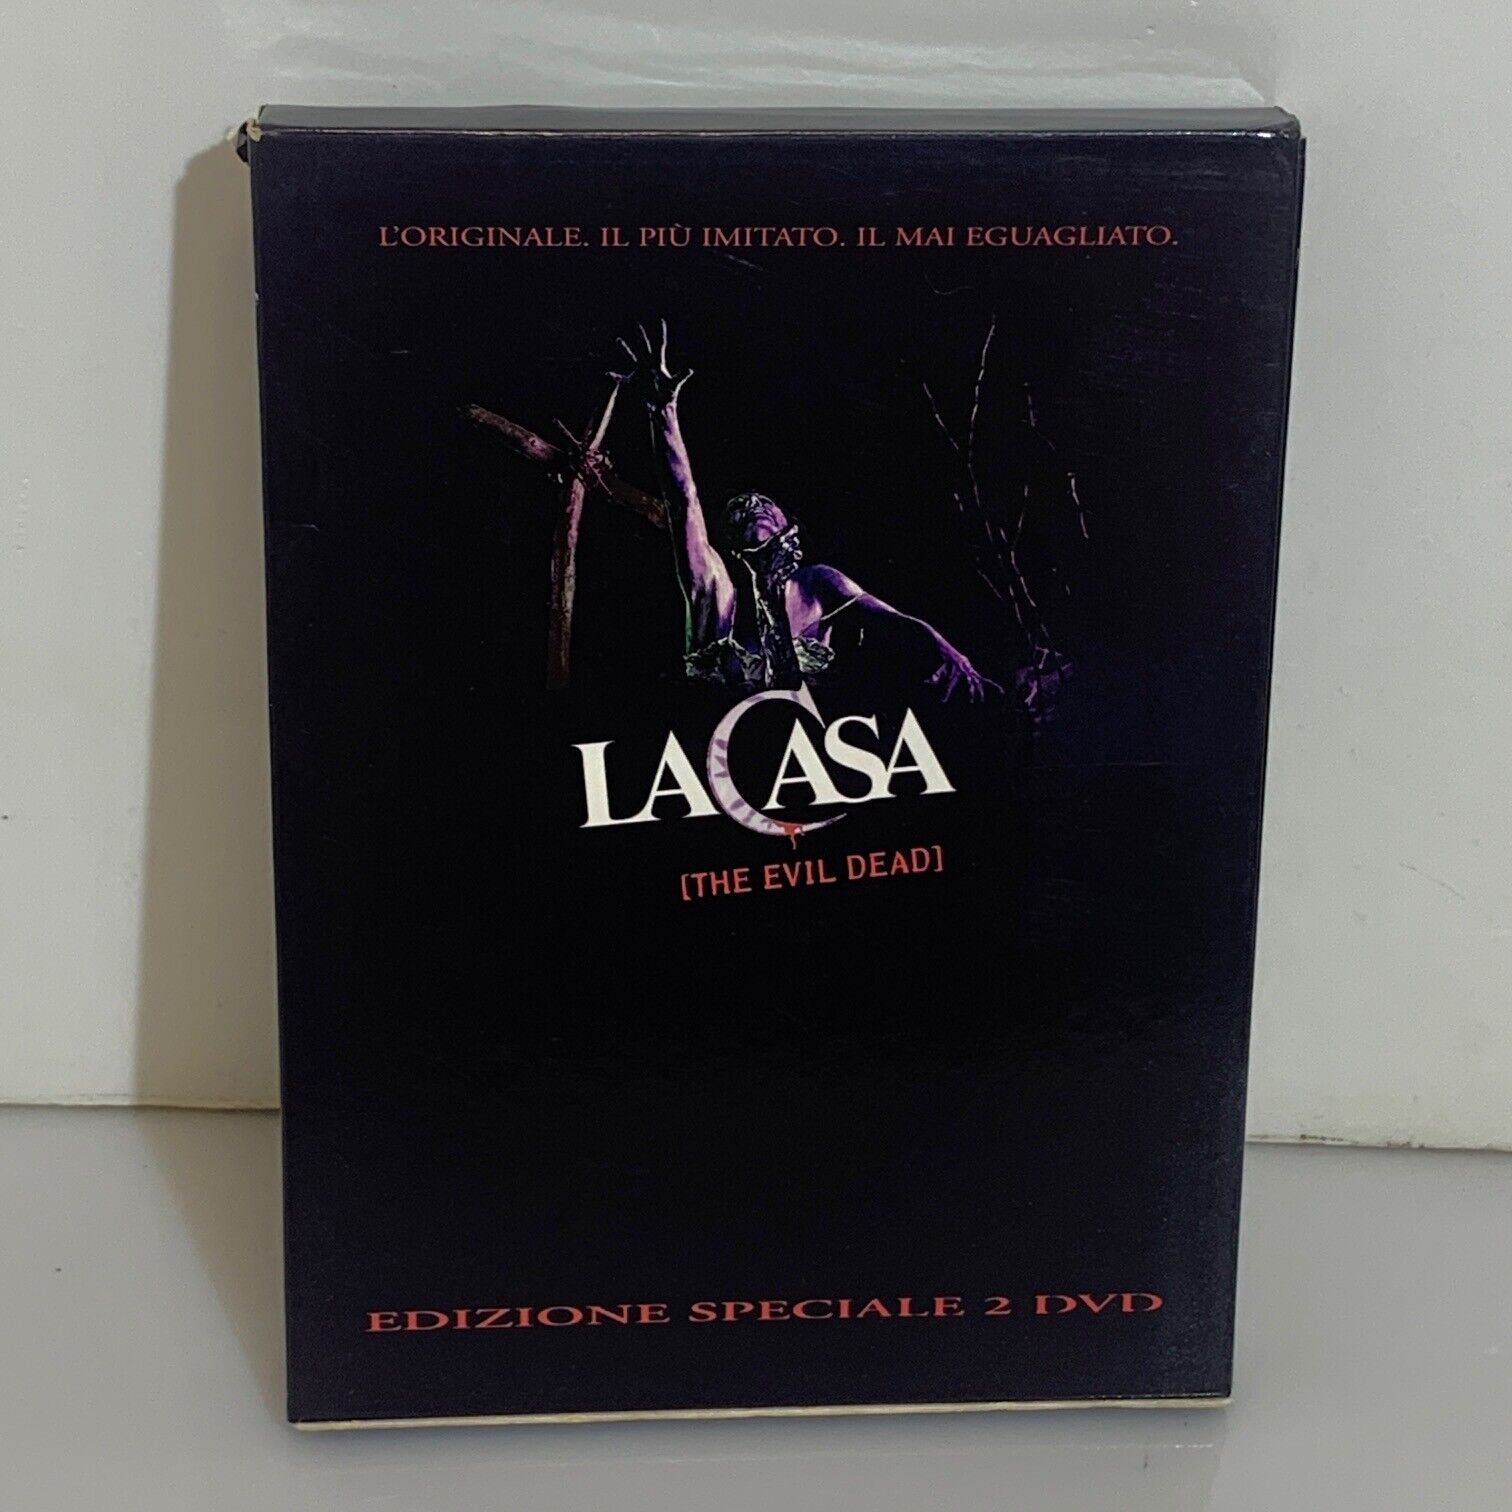 L'ORIGINALE. IL PIÙ IMITATO. IL MAI EGUAGLIATO.
LA CASA
[THE EVIL DEAD]
EDIZIONE SPECIALE 2 DVD